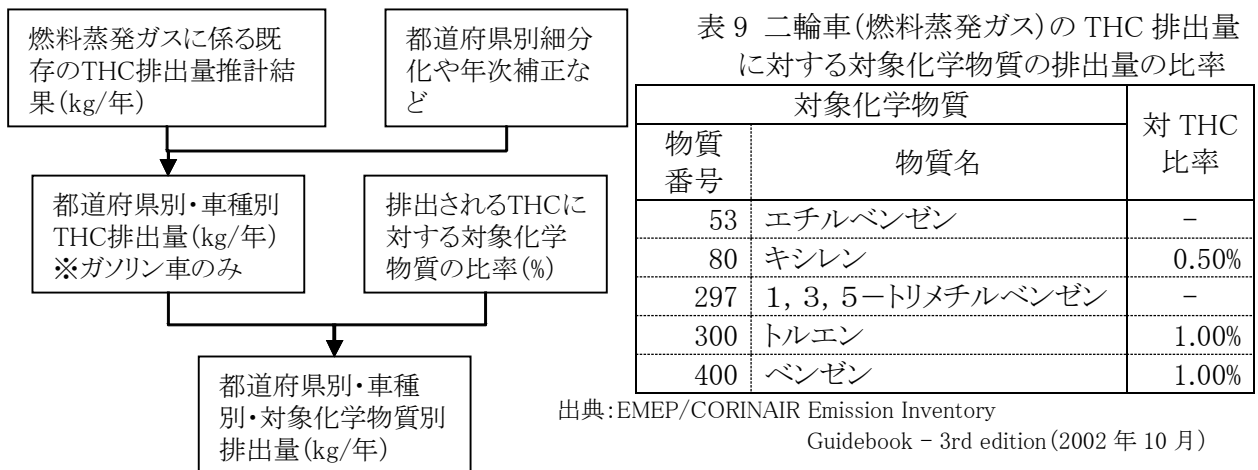 燃料蒸発ガスに係る既
存のTHC排出量推計結
果(kg/年)
都道府県別細分
化や年次補正な
ど
都道府県別・車種別
THC排出量(kg/年)
※ガソリン車のみ
排出されるTHCに
対する対象化学
物質の比率(%)
都道府県別・車種
別・対象化学物質別
排出量(kg/年)
表 9 二輪車(燃料蒸発ガス)の THC 排出量
に対する対象化学物質の排出量の比率
対象化学物質
対 THC
比率
物質
番号
物質名
53 エチルベンゼン -
80 キシレン 0.50%
297 1,3,5-トリメチルベンゼン -
300 トルエン 1.00%
400 ベンゼン 1.00%
出典:EMEP/CORINAIR Emission Inventory
Guidebook - 3rd edition(2002 年 10 月)